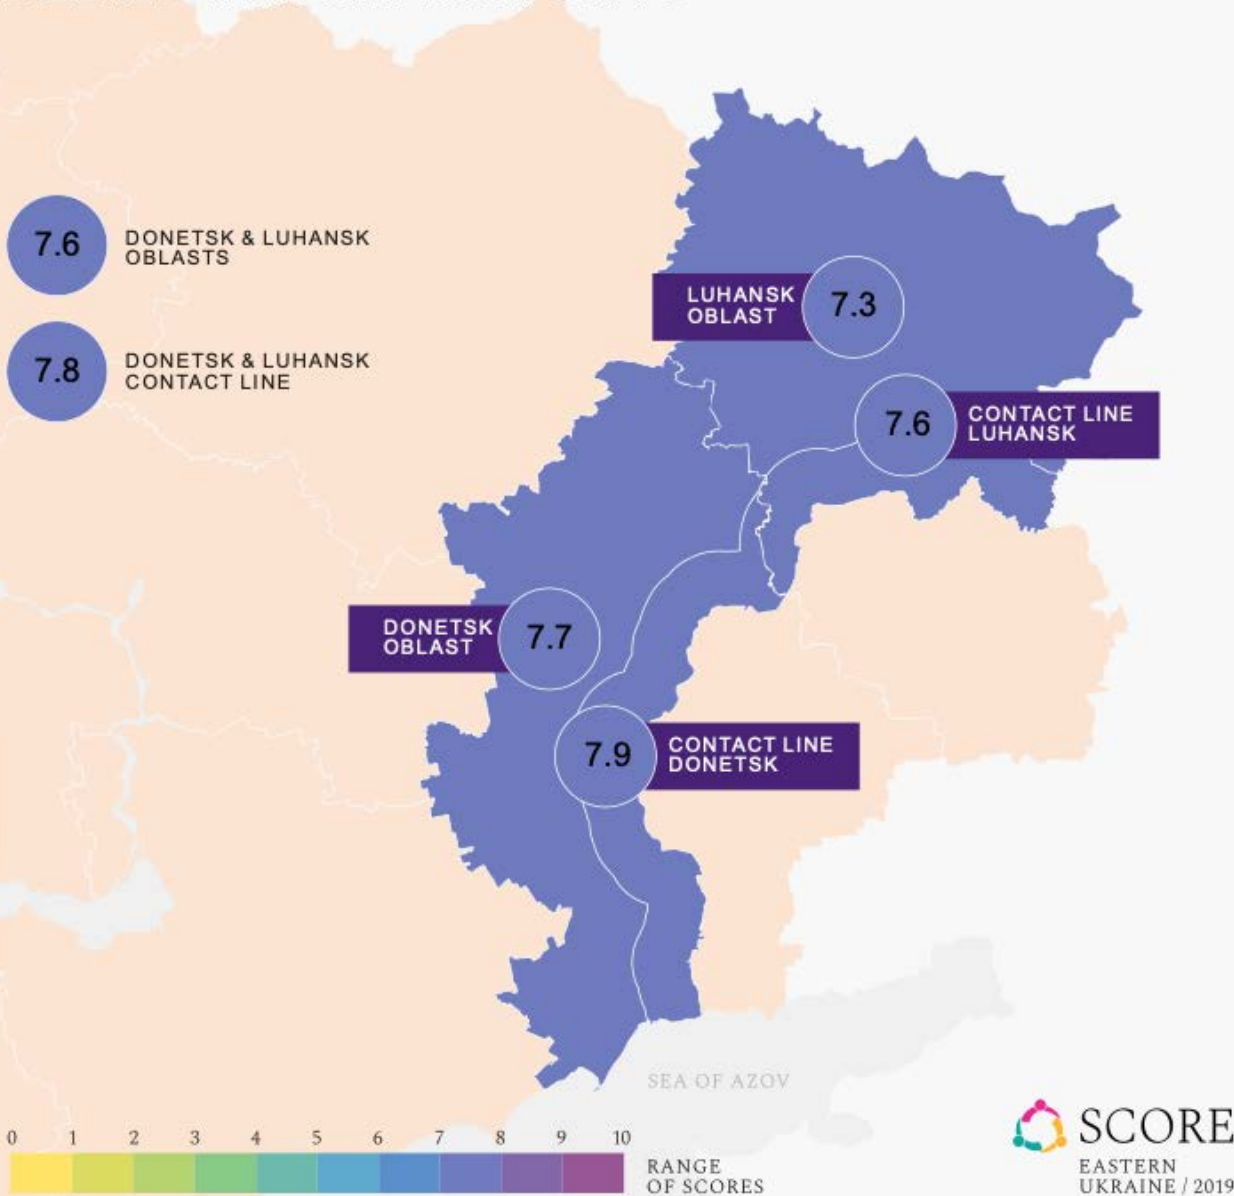 7.6
DONETSK & LUHANSK
OBLASTS
7.8
DONETSK & LUHANSK
CONTACT LINE
LUHANSK
OBLAST
7.3
7.6
CONTACT LINE
LUHANSK
DONETSK
OBLAST
7.7
7.9
CONTACT LINE
DONETSK
SEA OF AZOV
0 1 2 3 4 5 6 7 8 9 10
RANGE
OF SCORES
SCORE
EASTERN
UKRAINE / 2019